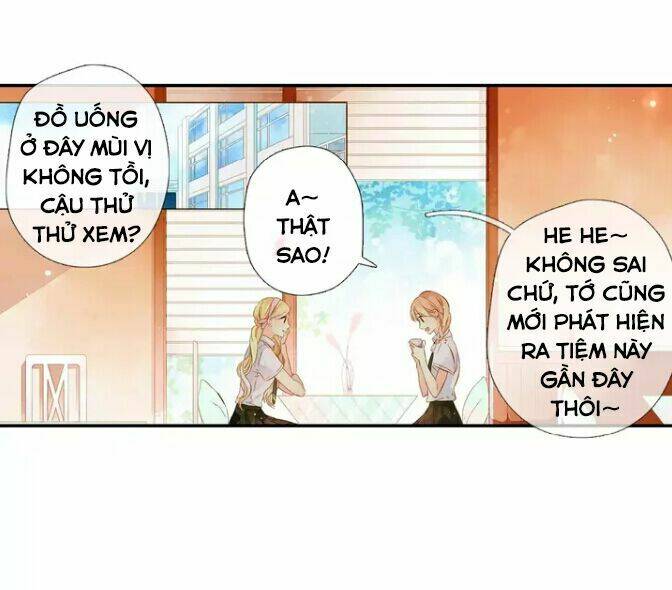 ĐỒ UỐNG
Ở ĐÂY MÙI VỊ
KHÔNG TỒI,
CẬU THỬ
THỬ XEM?
A~
THẬT
SAO!
HE HE~
KHÔNG SAI
CHỨ, TỚ CŨNG
MỚI PHÁT HIỆN
RA TIỆM NÀY
GẦN ĐÂY
THÔI~